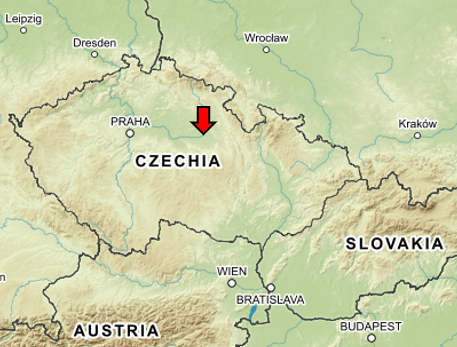 Leipzig
Dresden
Wrocław
PRAHA
Kraków
CZECHIA
SLOVAKIA
WIEN
BRATISLAVA
AUSTRIA
BUDAPEST